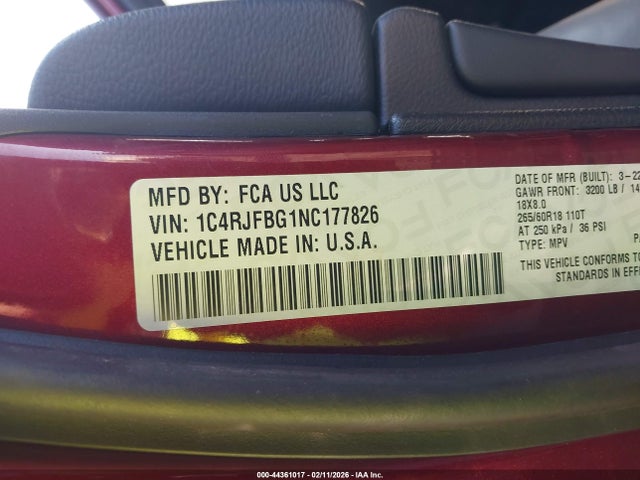 MFD BY: FCA US LLC
VIN: 1C4RJFBG1NC177826
VEHICLE MADE IN: U.S.A.
DATE OF MFR (BUILT): 3-22
GAWR FRONT: 3200 LB / 14
18X8.0
265/60R18 110T
AT 250 kPa / 36 PSI
TYPE: MPV
THIS VEHICLE CONFORMS TO
STANDARDS IN EFFE
000-44361017 - 02/11/2026 - IAA Inc.